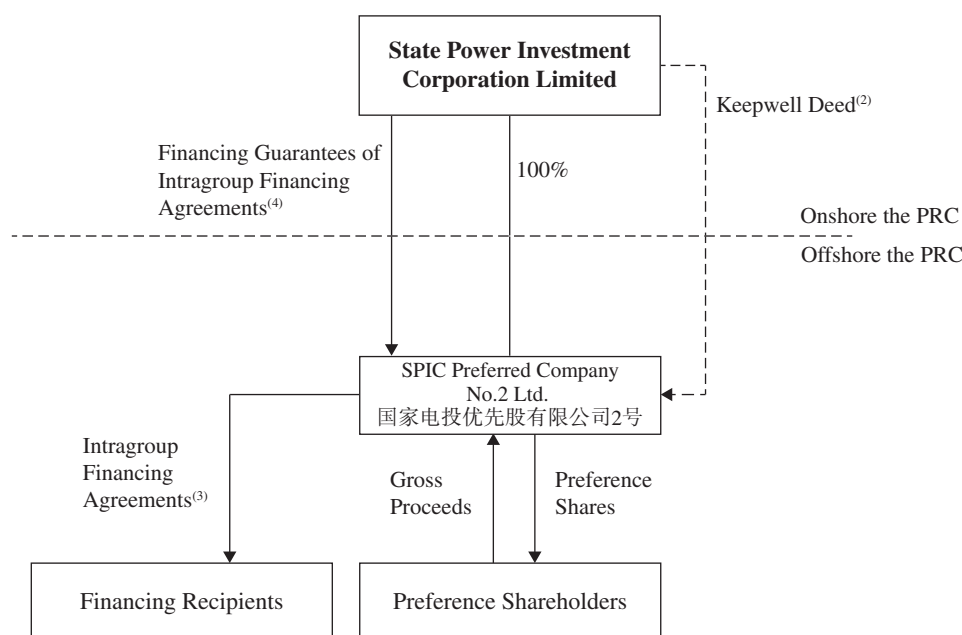 State Power Investment
Corporation Limited
Keepwell Deed(2)
Financing Guarantees of
Intragroup Financing
Agreements(4)
100%
Onshore the PRC
Offshore the PRC
SPIC Preferred Company
No.2 Ltd.
国家电投优先股有限公司2号
Intragroup
Financing
Agreements(3)
Gross
Proceeds
Preference
Shares
Financing Recipients
Preference Shareholders